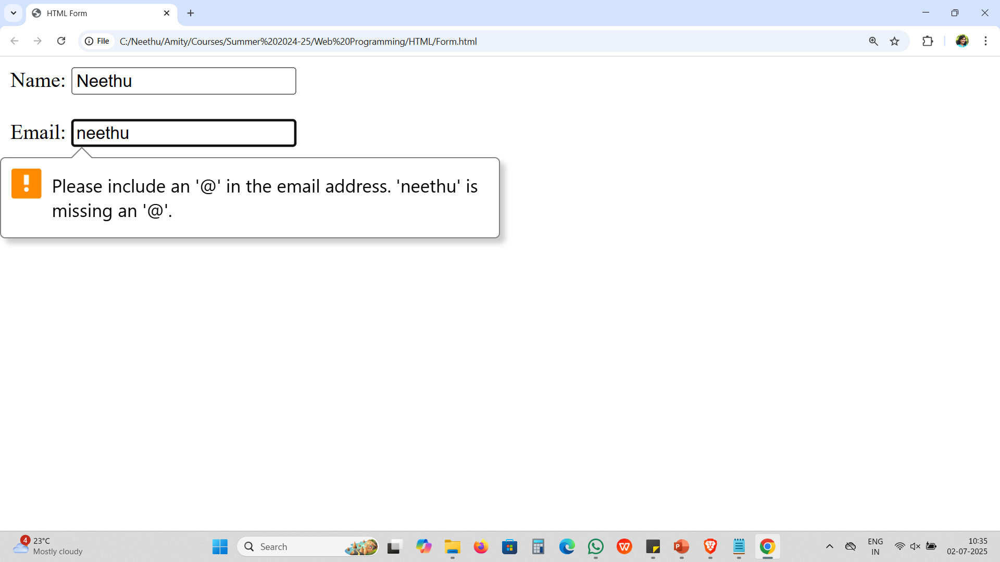 HTML Form
File C:/Neethu/Amity/Courses/Summer%202024-25/Web%20Programming/HTML/Form.html
Name: Neethu
Email: neethu
Please include an '@' in the email address. 'neethu' is
missing an '@'.
4
23°C
Mostly cloudy
Search
ENG
IN
10:35
02-07-2025